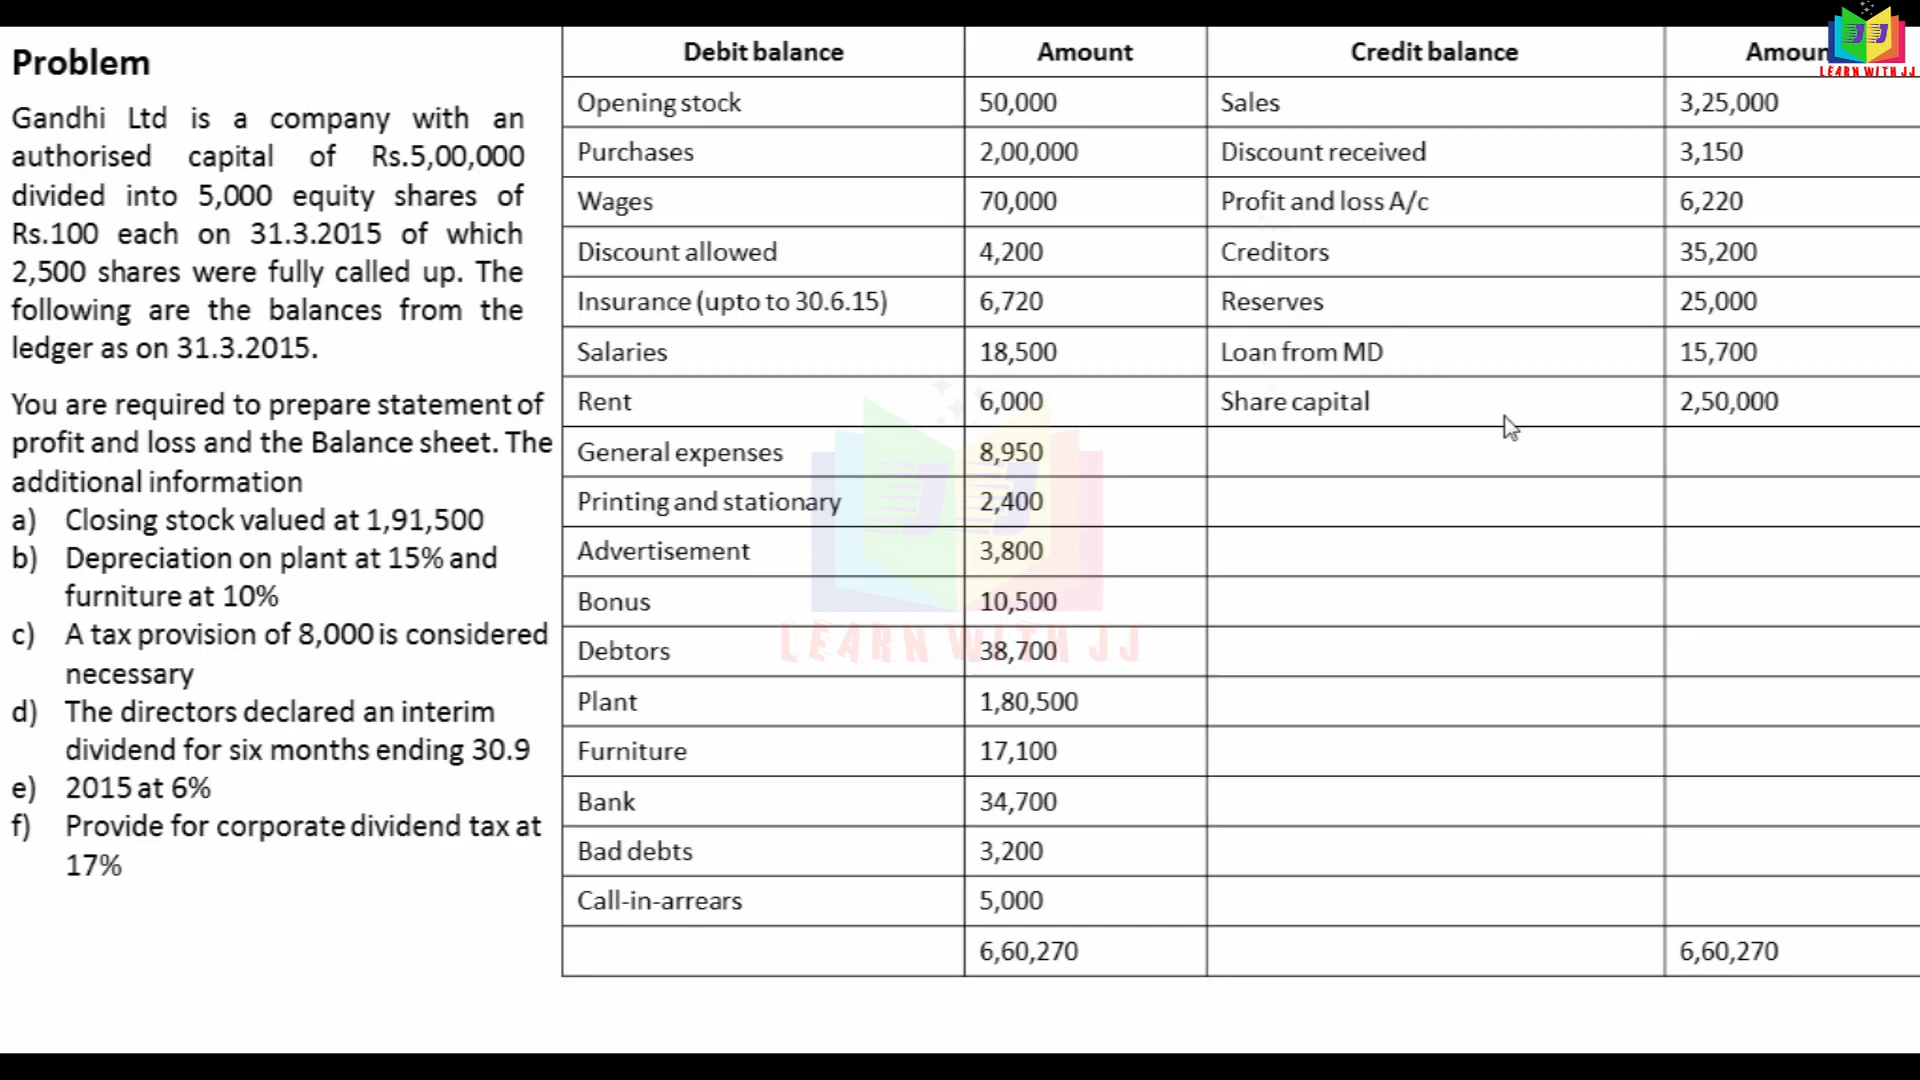 Problem
Gandhi Ltd is a company with an
authorised capital of Rs.5,00,000
divided into 5,000 equity shares of
Rs.100 each on 31.3.2015 of which
2,500 shares were fully called up. The
following are the balances from the
ledger as on 31.3.2015.
You are required to prepare statement of
profit and loss and the Balance sheet. The
additional information
a) Closing stock valued at 1,91,500
b) Depreciation on plant at 15% and
furniture at 10%
c) A tax provision of 8,000 is considered
necessary
d) The directors declared an interim
dividend for six months ending 30.9
e) 2015 at 6%
f) Provide for corporate dividend tax at
17%
Debit balance Amount Credit balance Amoun
Opening stock 50,000 Sales 3,25,000
Purchases 2,00,000 Discount received 3,150
Wages 70,000 Profit and loss A/c 6,220
Discount allowed 4,200 Creditors 35,200
Insurance (upto to 30.6.15) 6,720 Reserves 25,000
Salaries 18,500 Loan from MD 15,700
Rent 6,000 Share capital 2,50,000
General expenses 8,950
Printing and stationary 2,400
Advertisement 3,800
Bonus 10,500
Debtors 38,700
Plant 1,80,500
Furniture 17,100
Bank 34,700
Bad debts 3,200
Call-in-arrears 5,000
6,60,270 6,60,270
JJ
LEARN WITH JJ
JJ
LEARN WITH JJ